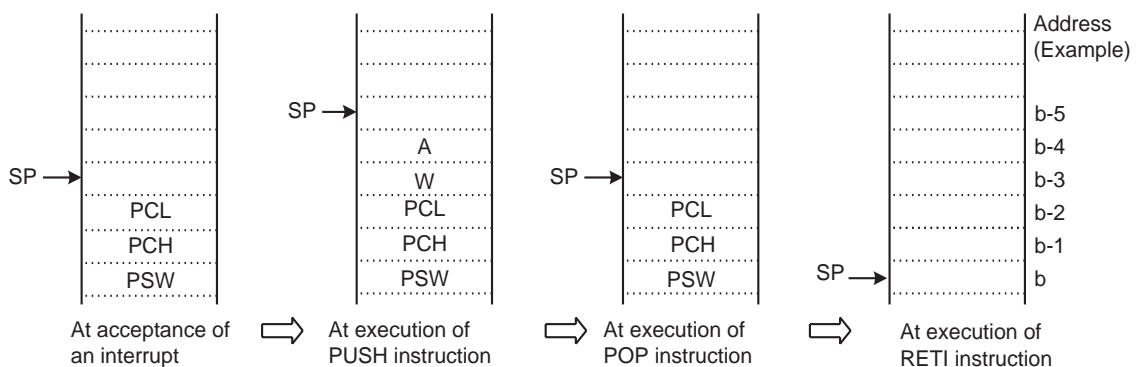 Address
(Example)
SP
b-5
A
b-4
SP
W
SP
b-3
PCL
PCL
PCL
b-2
PCH
PCH
PCH
b-1
PSW
PSW
PSW
SP
b
At acceptance of
an interrupt
At execution of
PUSH instruction
At execution of
POP instruction
At execution of
RETI instruction